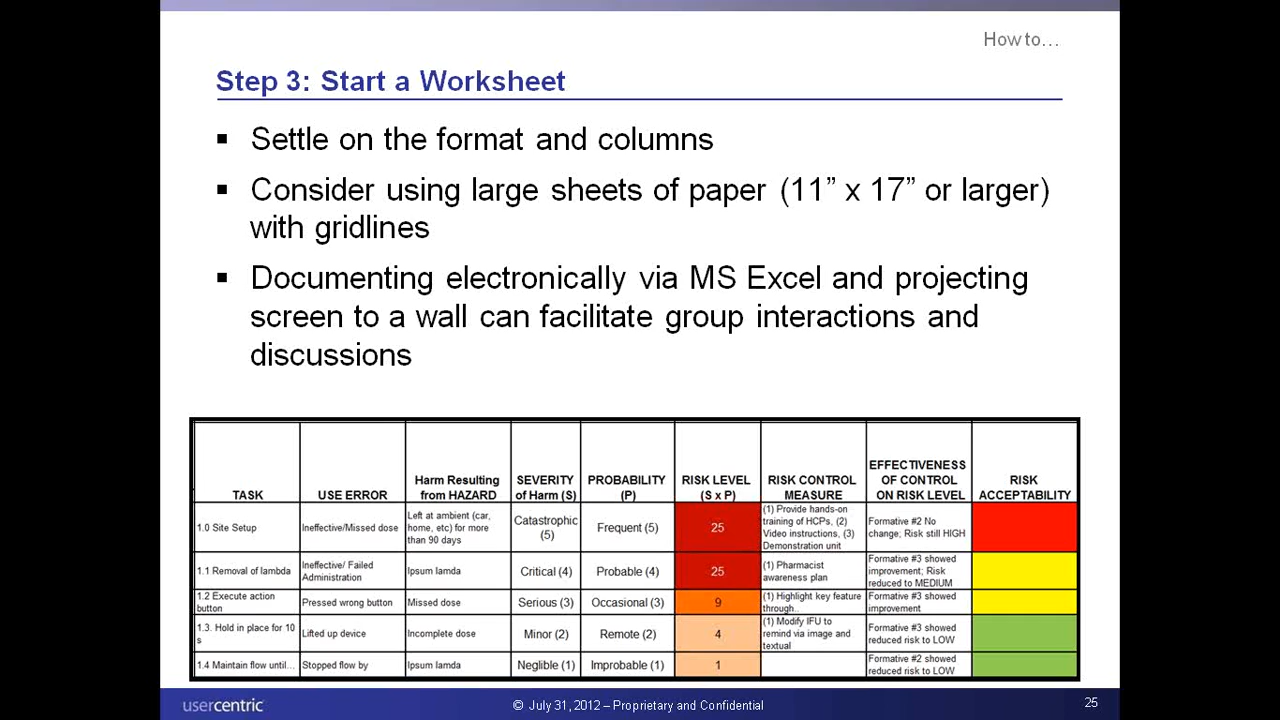 How to…
Step 3: Start a Worksheet
▪ Settle on the format and columns
▪ Consider using large sheets of paper (11” x 17” or larger)
with gridlines
▪ Documenting electronically via MS Excel and projecting
screen to a wall can facilitate group interactions and
discussions
TASK
USE ERROR
Harm Resulting
from HAZARD
SEVERITY
of Harm (S)
PROBABILITY
(P)
RISK LEVEL
(S x P)
RISK CONTROL
MEASURE
EFFECTIVENESS
OF CONTROL
ON RISK LEVEL
RISK
ACCEPTABILITY
1.0 Site Setup
Ineffective/Missed dose
Left at ambient (car,
home, etc) for more
than 90 days
Catastrophic
(5)
Frequent (5)
25
(1) Provide hands-on
training of HCPs, (2)
Video instructions, (3)
Demonstration unit
Formative #2 No
change; Risk still HIGH
1.1 Removal of lambda
Ineffective/ Failed
Administration
Ipsum lamda
Critical (4)
Probable (4)
25
(1) Pharmacist
awareness plan
Formative #3 showed
improvement; Risk
reduced to MEDIUM
1.2 Execute action
button
Pressed wrong button
Missed dose
Serious (3)
Occasional (3)
9
(1) Highlight key feature
through..
Formative #3 showed
improvement
1.3. Hold in place for 10
s
Lifted up device
Incomplete dose
Minor (2)
Remote (2)
4
(1) Modify IFU to
remind via image and
textual
Formative #3 showed
reduced risk to LOW
1.4 Maintain flow until...
Stopped flow by
Ipsum lamda
Neglible (1)
Improbable (1)
1
Formative #2 showed
reduced risk to LOW
usercentric
© July 31, 2012 – Proprietary and Confidential
25